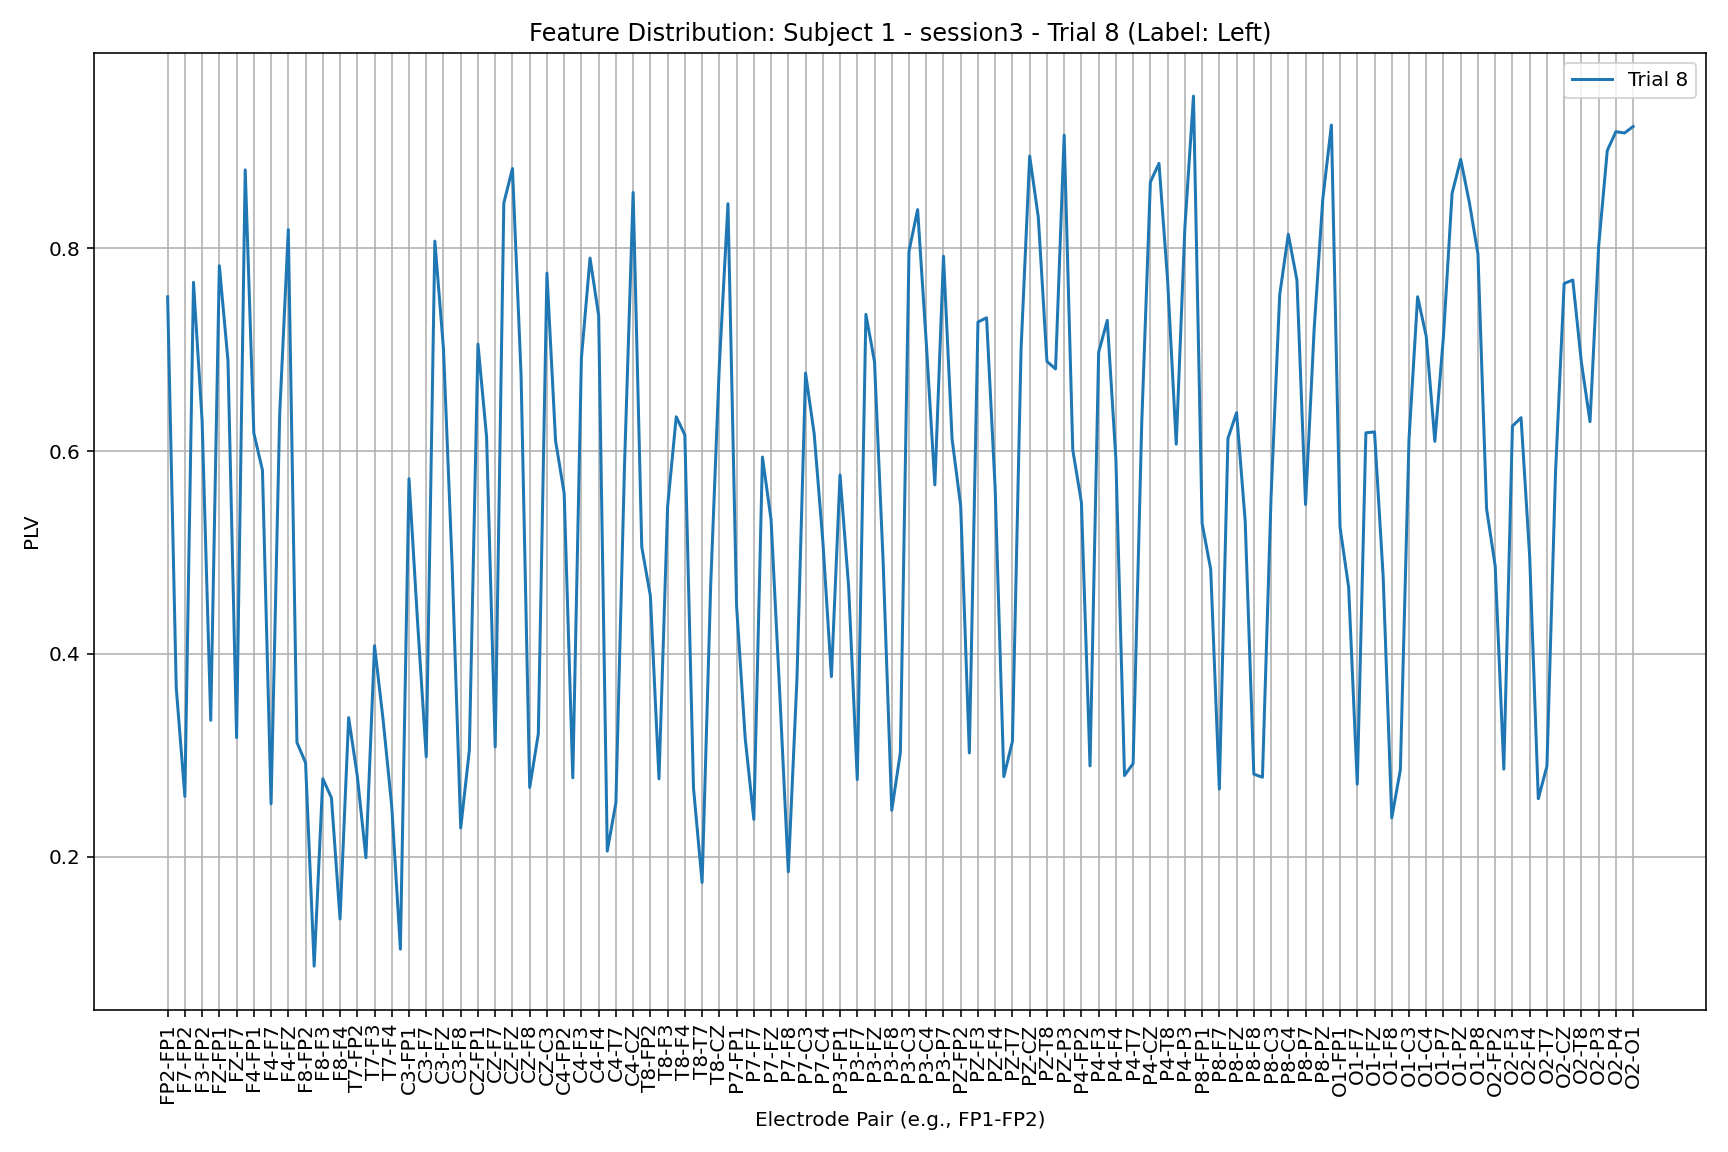 Feature Distribution: Subject 1 - session3 - Trial 8 (Label: Left)
Trial 8
PLV
0.8
0.6
0.4
0.2
FP2-FP1
F7-FP2
F3-FP2
FZ-FP1
FZ-F7
F4-FP1
F4-F7
F4-FZ
F8-FP2
F8-F3
F8-F4
T7-FP2
T7-F3
T7-F4
C3-FP1
C3-F7
C3-FZ
C3-F8
CZ-FP1
CZ-F7
CZ-FZ
CZ-F8
CZ-C3
C4-FP2
C4-F3
C4-F4
C4-T7
C4-CZ
T8-FP2
T8-F3
T8-F4
T8-T7
T8-CZ
P7-FP1
P7-F7
P7-FZ
P7-F8
P7-C3
P7-C4
P3-FP1
P3-F7
P3-FZ
P3-F8
P3-C3
P3-C4
P3-P7
PZ-FP2
PZ-F3
PZ-F4
PZ-T7
PZ-CZ
PZ-T8
PZ-P3
P4-FP2
P4-F3
P4-F4
P4-T7
P4-CZ
P4-T8
P4-P3
P8-FP1
P8-F7
P8-FZ
P8-F8
P8-C3
P8-C4
P8-P7
P8-PZ
O1-FP1
O1-F7
O1-FZ
O1-F8
O1-C3
O1-C4
O1-P7
O1-PZ
O1-P8
O2-FP2
O2-F3
O2-F4
O2-T7
O2-CZ
O2-T8
O2-P3
O2-P4
O2-O1
Electrode Pair (e.g., FP1-FP2)